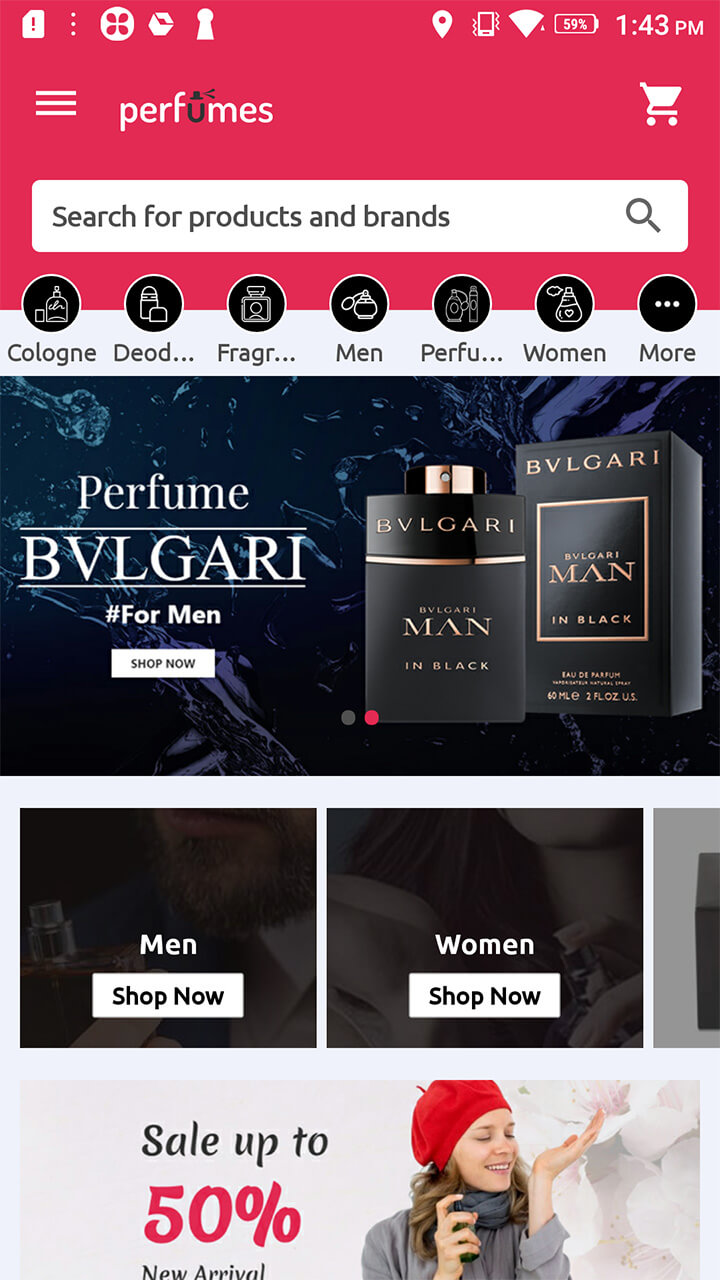 59% 1:43 PM
perfumes
Search for products and brands
Cologne Deod... Fragr... Men Perfu... Women More
Perfume
BVLGARI
#For Men
SHOP NOW
BVLGARI
BVLGARI
MAN
IN BLACK
BVLGARI
BVLGARI
MAN
IN BLACK
EAU DE PARFUM
VAPORISATEUR NATURAL SPRAY
60 ML℮ 2 FL.OZ. U.S.
Men
Shop Now
Women
Shop Now
Sale up to
50%
New Arrival